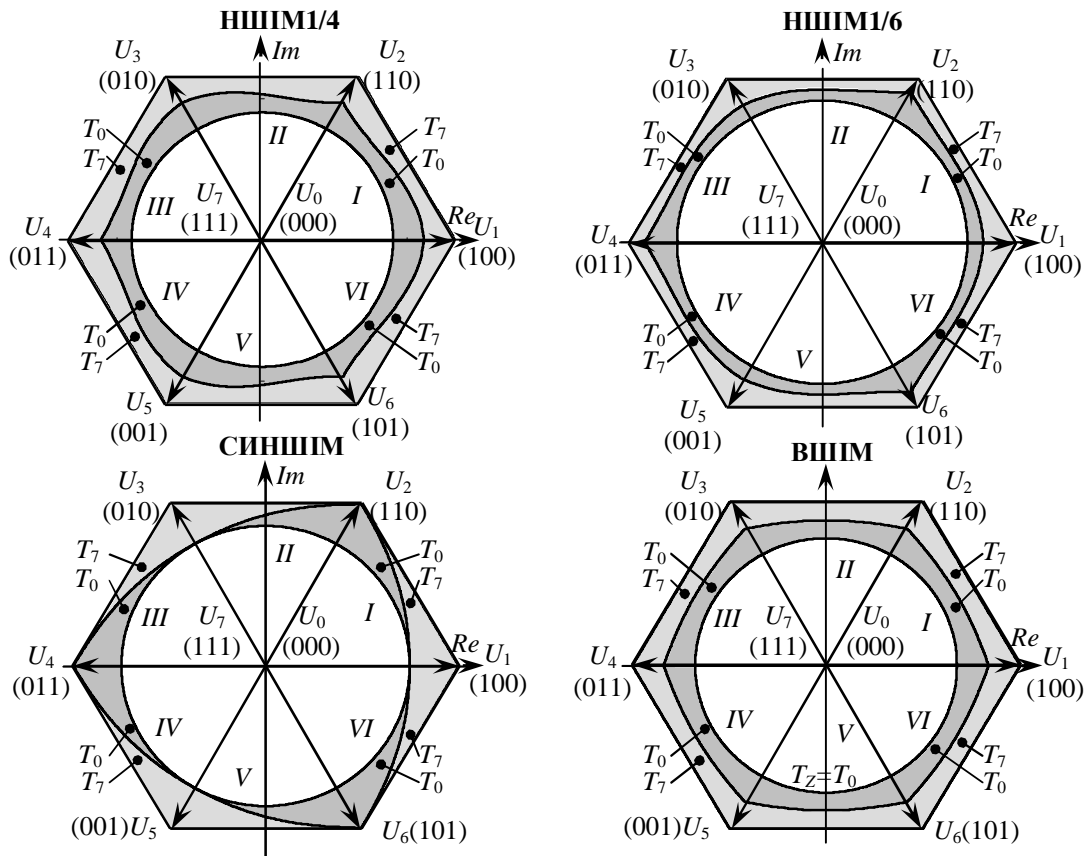 НШІМ1/4
U3
(010)
Im
U2
(110)
T0
T7
II
T7
T0
III
U7
(111)
U0
(000)
I
U4
(011)
Re
U1
(100)
IV
VI
T0
T7
V
T7
T0
U5
(001)
U6
(101)
НШІМ1/6
U3
(010)
Im
U2
(110)
T0
T7
II
T7
T0
III
U7
(111)
U0
(000)
I
U4
(011)
Re
U1
(100)
IV
VI
T0
T7
V
T7
T0
U5
(001)
U6
(101)
СИНШІМ
U3
(010)
Im
U2
(110)
T7
T0
II
T0
T7
III
U7
(111)
U0
(000)
I
U4
(011)
Re
U1
(100)
IV
VI
T0
T7
V
T7
T0
(001)U5
U6(101)
ВШІМ
U3
(010)
U2
(110)
T0
T7
II
T7
T0
III
U7
(111)
U0
(000)
I
U4
(011)
Re
U1
(100)
IV
V
VI
T0
T7
TZ=T0
T7
T0
(001)U5
U6(101)